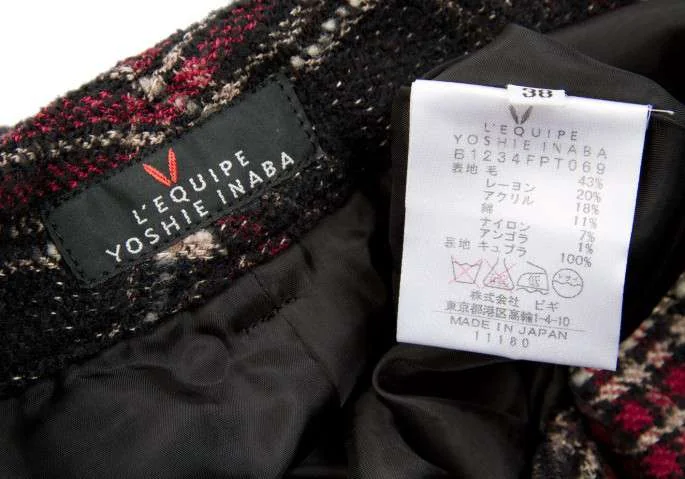 L'EQUIPE
YOSHIE INABA
38
L'EQUIPE
YOSHIE INABA
B1234FPT069
表地 毛 43%
レーヨン 20%
アクリル 18%
綿 11%
ナイロン 7%
アンゴラ 1%
裏地 キュプラ 100%
株式会社 ビギ
東京都港区高輪1-4-10
MADE IN JAPAN
11180